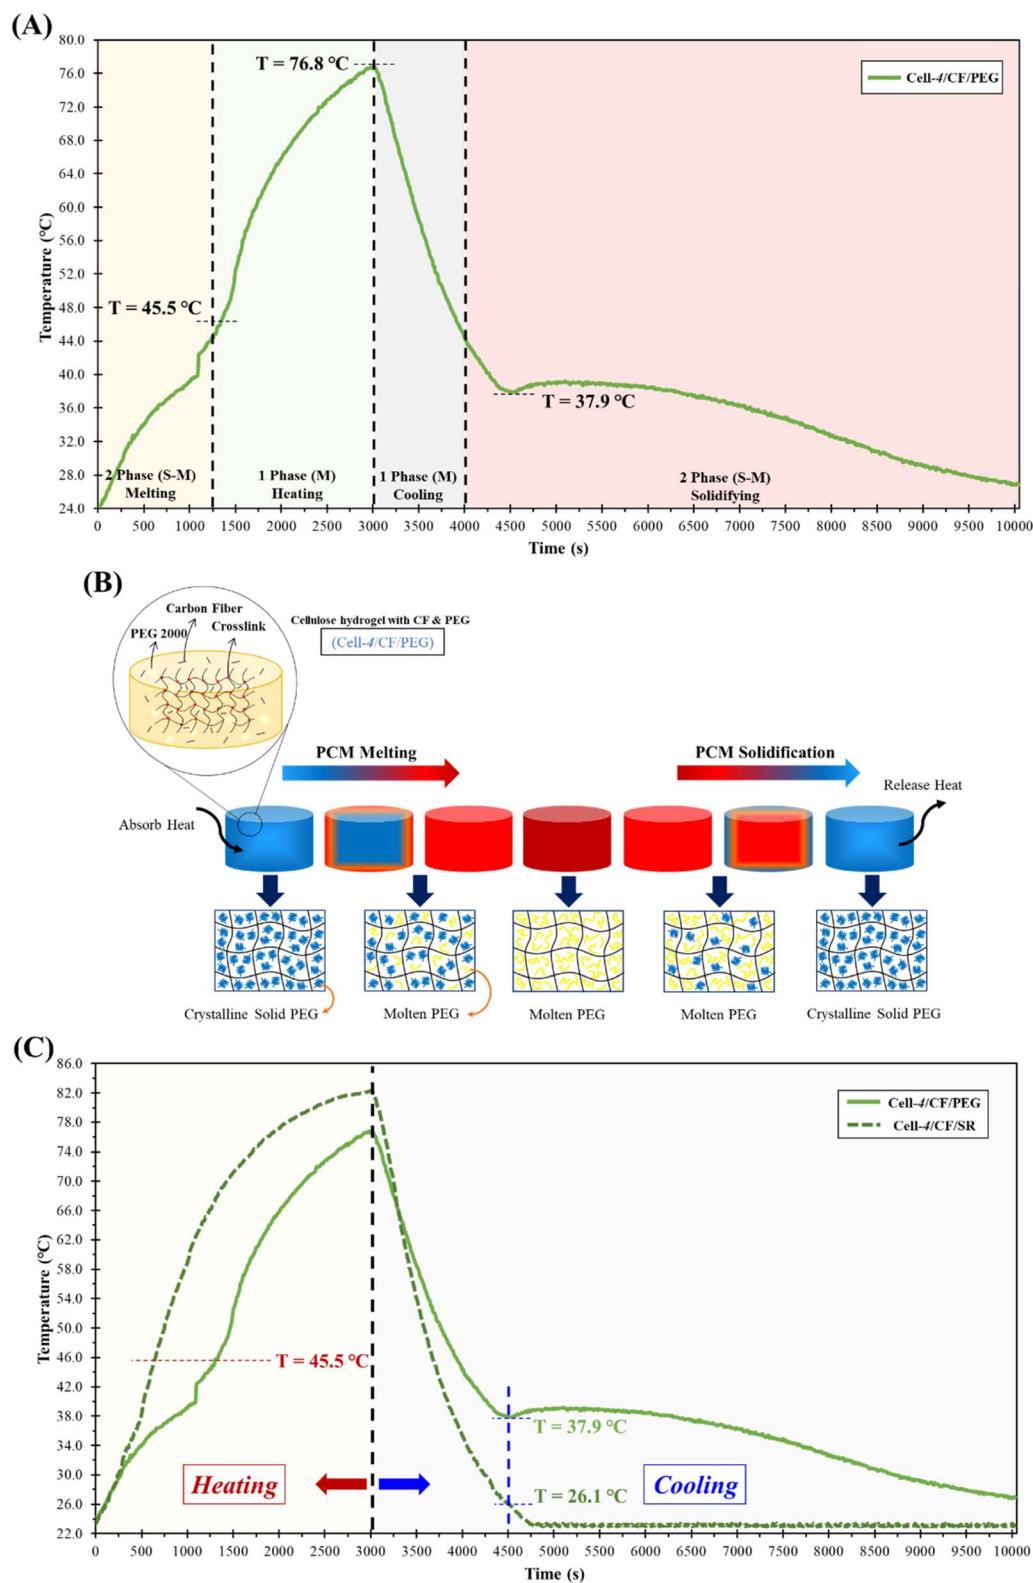 (A)
80.0
76.0
72.0
68.0
64.0
60.0
56.0
52.0
48.0
44.0
40.0
36.0
32.0
28.0
24.0
Temperature (°C)
T = 76.8 °C
Cell-4/CF/PEG
T = 45.5 °C
T = 37.9 °C
2 Phase (S-M)
Melting
1 Phase (M)
Heating
1 Phase (M)
Cooling
2 Phase (S-M)
Solidifying
0 500 1000 1500 2000 2500 3000 3500 4000 4500 5000 5500 6000 6500 7000 7500 8000 8500 9000 9500 10000
Time (s)
(B)
Carbon Fiber
PEG 2000
Crosslink
Cellulose hydrogel with CF & PEG
(Cell-4/CF/PEG)
PCM Melting
PCM Solidification
Absorb Heat
Release Heat
Crystalline Solid PEG
Molten PEG
Molten PEG
Molten PEG
Crystalline Solid PEG
(C)
86.0
82.0
78.0
74.0
70.0
66.0
62.0
58.0
54.0
50.0
46.0
42.0
38.0
34.0
30.0
26.0
22.0
Temperature (°C)
Cell-4/CF/PEG
Cell-4/CF/SR
T = 45.5 °C
T = 37.9 °C
T = 26.1 °C
Heating
Cooling
0 500 1000 1500 2000 2500 3000 3500 4000 4500 5000 5500 6000 6500 7000 7500 8000 8500 9000 9500 10000
Time (s)